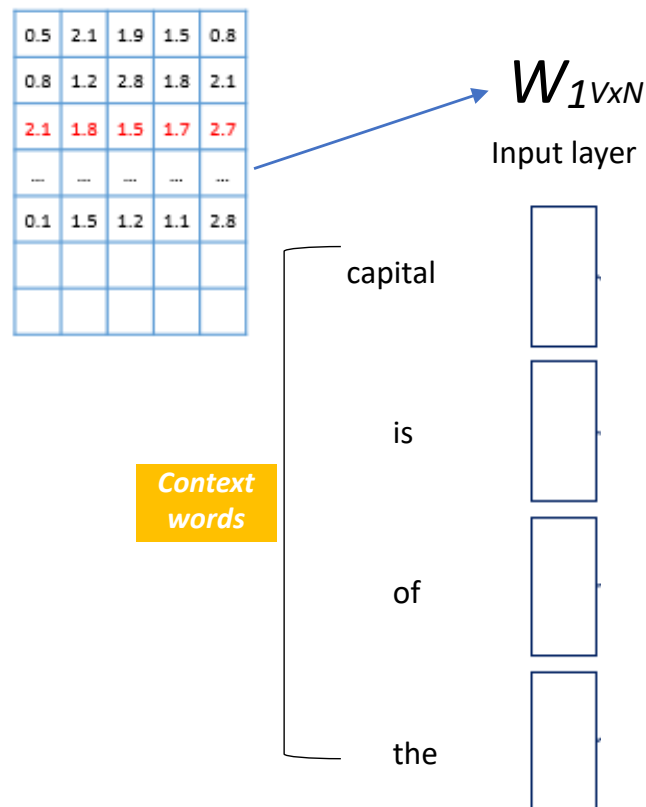 0.5 2.1 1.9 1.5 0.8
0.8 1.2 2.8 1.8 2.1
2.1 1.8 1.5 1.7 2.7
... ... ... ... ...
0.1 1.5 1.2 1.1 2.8
W1VxN
Input layer
capital
is
Context
words
of
the